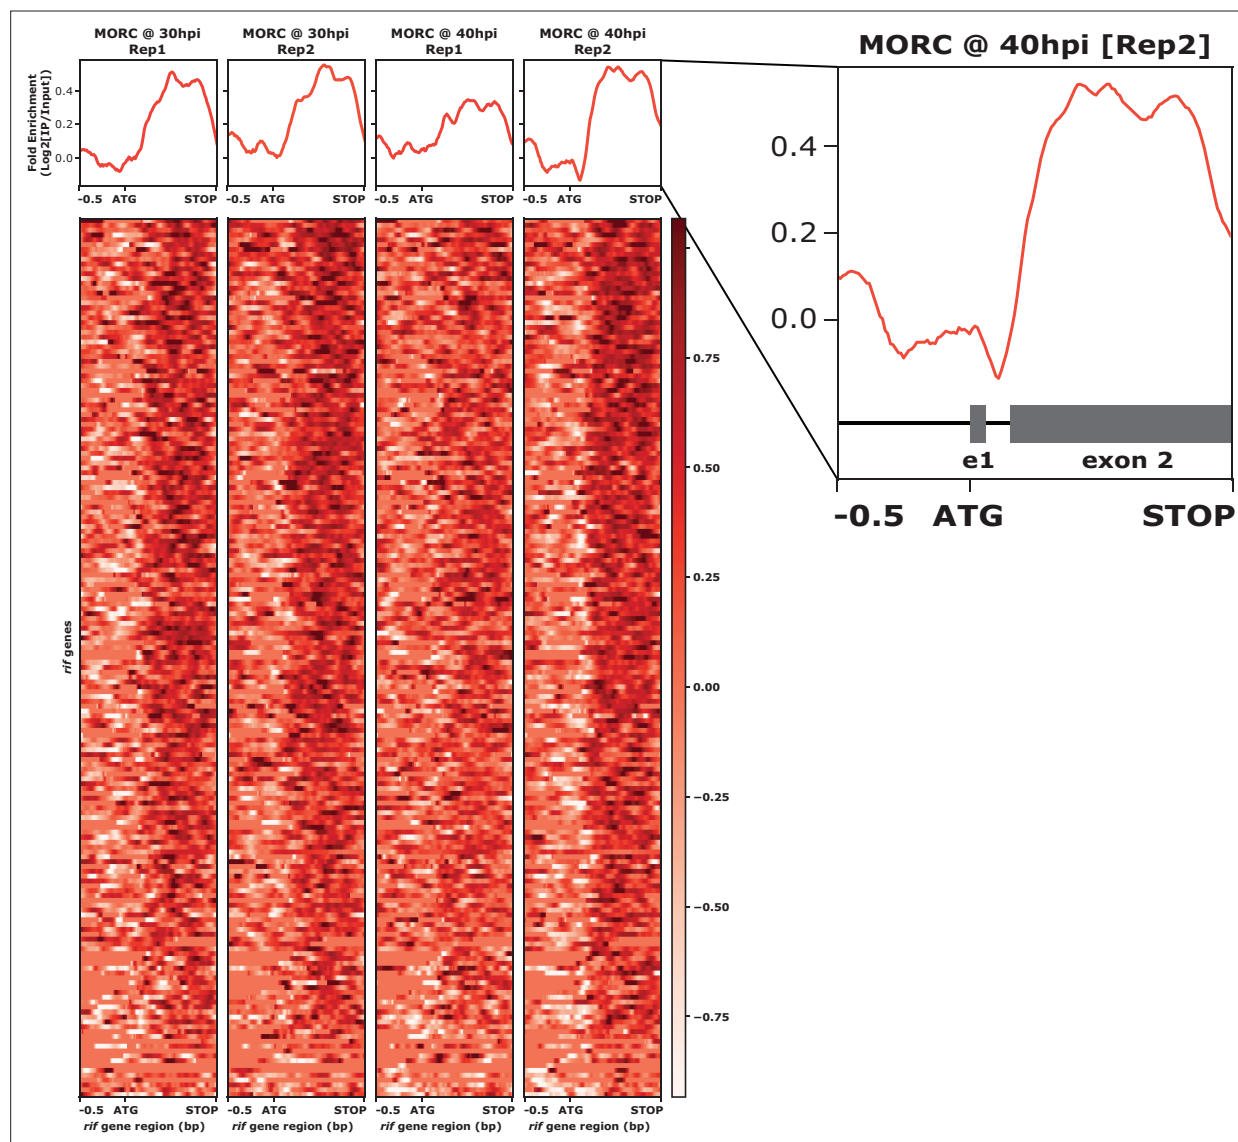 MORC @ 30hpi
Rep1
MORC @ 30hpi
Rep2
MORC @ 40hpi
Rep1
MORC @ 40hpi
Rep2
MORC @ 40hpi [Rep2]
Fold Enrichment
(Log2[IP/Input])
0.4
0.2
0.0
-0.5 ATG STOP
-0.5 ATG STOP
-0.5 ATG STOP
-0.5 ATG STOP
0.4
0.2
0.0
e1 exon 2
-0.5 ATG STOP
rif genes
0.75
0.50
0.25
0.00
−0.25
−0.50
−0.75
-0.5 ATG STOP
-0.5 ATG STOP
-0.5 ATG STOP
-0.5 ATG STOP
rif gene region (bp)
rif gene region (bp)
rif gene region (bp)
rif gene region (bp)